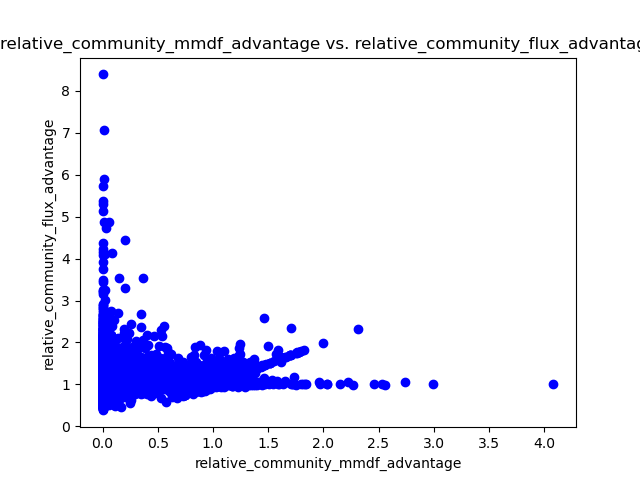 relative_community_mmdf_advantage vs. relative_community_flux_advantag
8
7
6
5
4
3
2
1
0
relative_community_flux_advantage
0.0 0.5 1.0 1.5 2.0 2.5 3.0 3.5 4.0
relative_community_mmdf_advantage